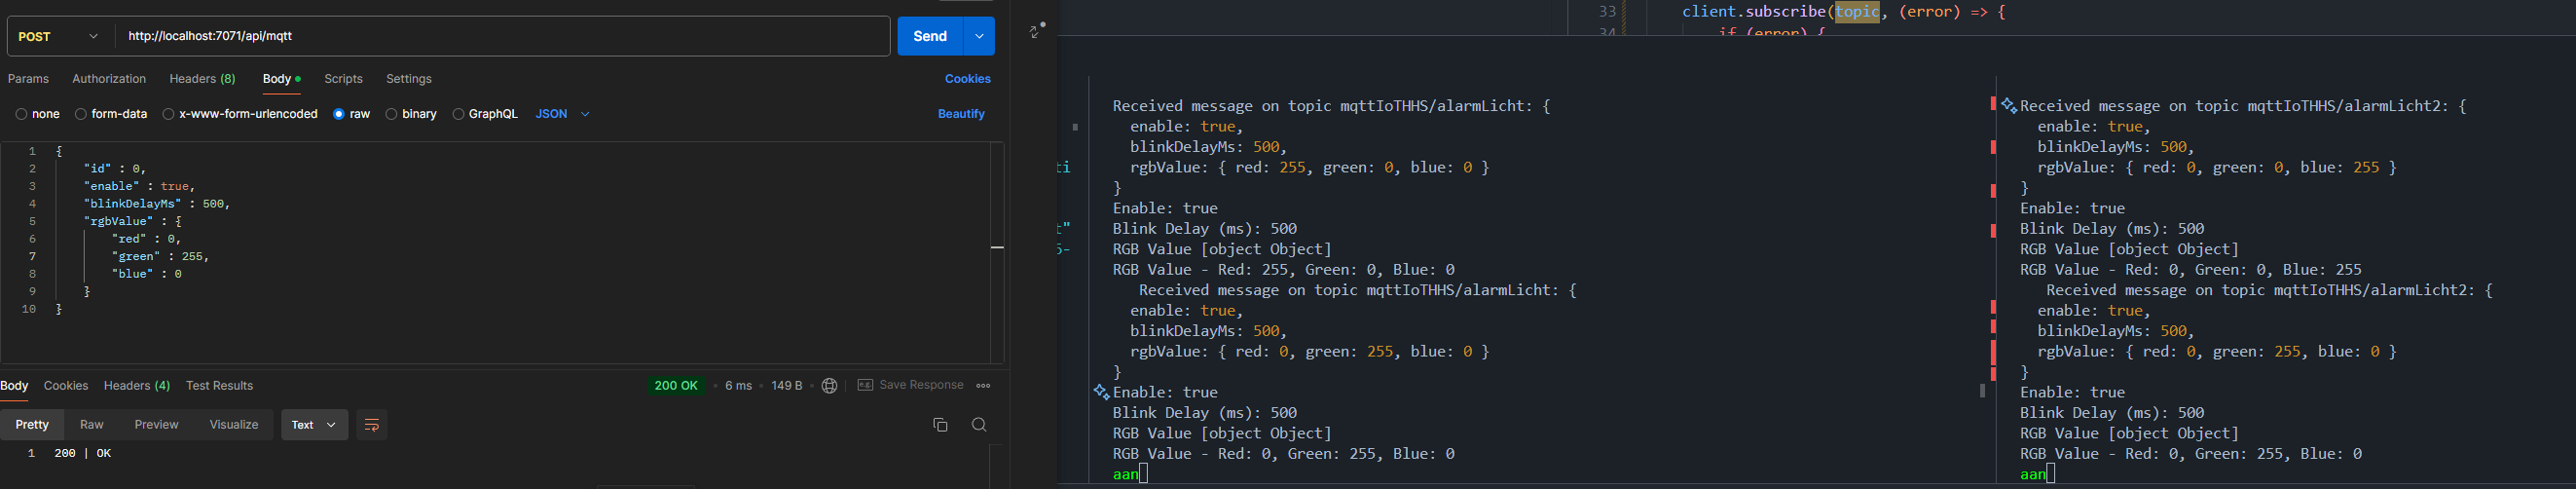 POST http://localhost:7071/api/mqtt Send
Params Authorization Headers (8) Body Scripts Settings Cookies
none form-data x-www-form-urlencoded raw binary GraphQL JSON Beautify
1 {
2 "id" : 0,
3 "enable" : true,
4 "blinkDelayMs" : 500,
5 "rgbValue" : {
6 "red" : 0,
7 "green" : 255,
8 "blue" : 0
9 }
10 }
Body Cookies Headers (4) Test Results 200 OK • 6 ms • 149 B • Save Response
Pretty Raw Preview Visualize Text
1 200 | OK
33 client.subscribe(topic, (error) => {
34 if (error) {
ti
t"
5-
Received message on topic mqttIoTHHS/alarmLicht: {
enable: true,
blinkDelayMs: 500,
rgbValue: { red: 255, green: 0, blue: 0 }
}
Enable: true
Blink Delay (ms): 500
RGB Value [object Object]
RGB Value - Red: 255, Green: 0, Blue: 0
Received message on topic mqttIoTHHS/alarmLicht: {
enable: true,
blinkDelayMs: 500,
rgbValue: { red: 0, green: 255, blue: 0 }
}
Enable: true
Blink Delay (ms): 500
RGB Value [object Object]
RGB Value - Red: 0, Green: 255, Blue: 0
aan
Received message on topic mqttIoTHHS/alarmLicht2: {
enable: true,
blinkDelayMs: 500,
rgbValue: { red: 0, green: 0, blue: 255 }
}
Enable: true
Blink Delay (ms): 500
RGB Value [object Object]
RGB Value - Red: 0, Green: 0, Blue: 255
Received message on topic mqttIoTHHS/alarmLicht2: {
enable: true,
blinkDelayMs: 500,
rgbValue: { red: 0, green: 255, blue: 0 }
}
Enable: true
Blink Delay (ms): 500
RGB Value [object Object]
RGB Value - Red: 0, Green: 255, Blue: 0
aan